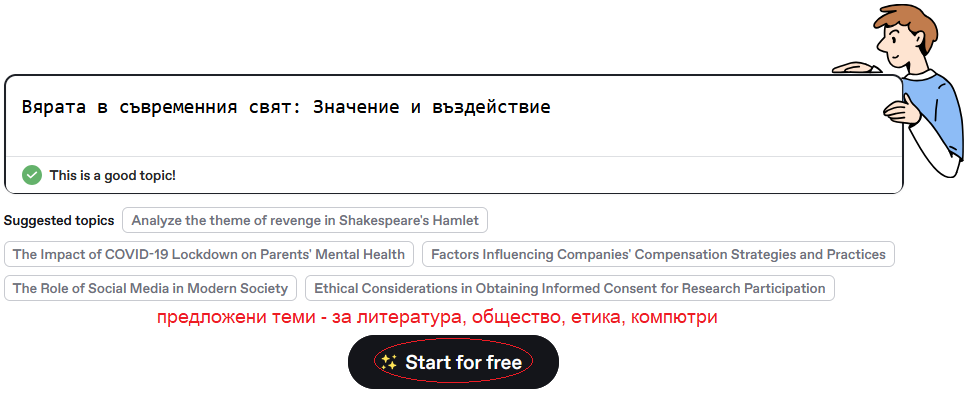 Вярата в съвременния свят: Значение и въздействие
This is a good topic!
Suggested topics Analyze the theme of revenge in Shakespeare's Hamlet
The Impact of COVID-19 Lockdown on Parents' Mental Health Factors Influencing Companies' Compensation Strategies and Practices
The Role of Social Media in Modern Society Ethical Considerations in Obtaining Informed Consent for Research Participation
предложени теми - за литература, общество, етика, компютри
Start for free